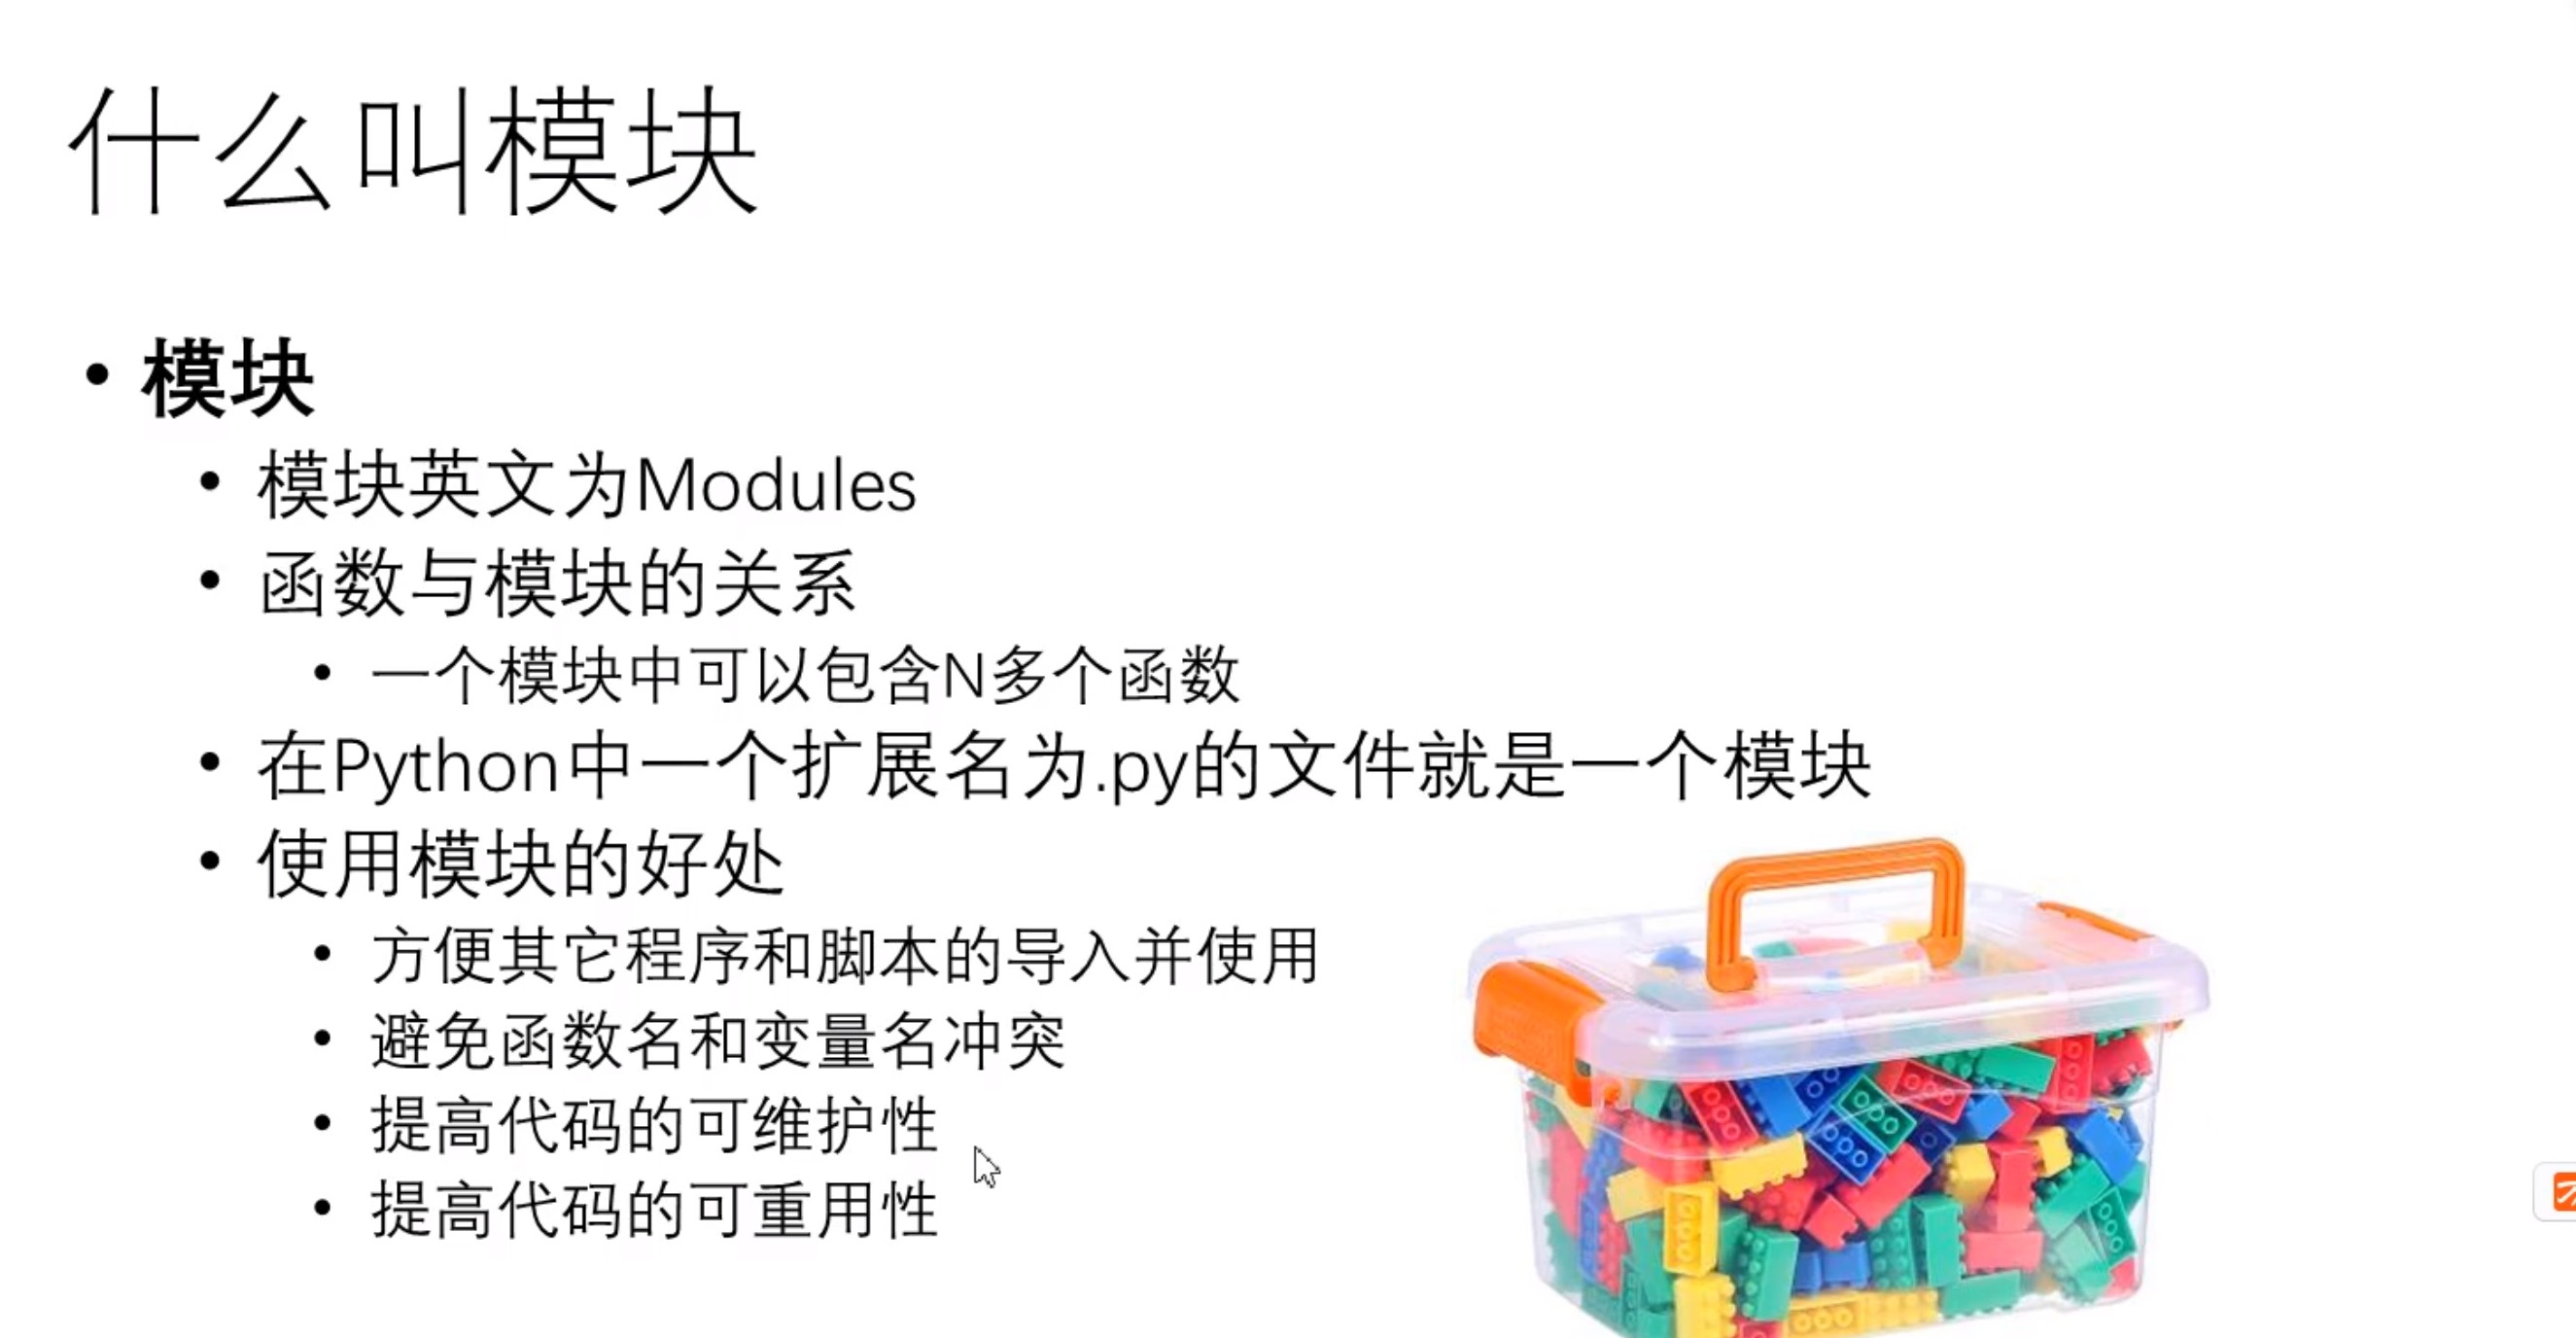 什么叫模块
• 模块
• 模块英文为Modules
• 函数与模块的关系
• 一个模块中可以包含N多个函数
• 在Python中一个扩展名为.py的文件就是一个模块
• 使用模块的好处
• 方便其它程序和脚本的导入并使用
• 避免函数名和变量名冲突
• 提高代码的可维护性
• 提高代码的可重用性